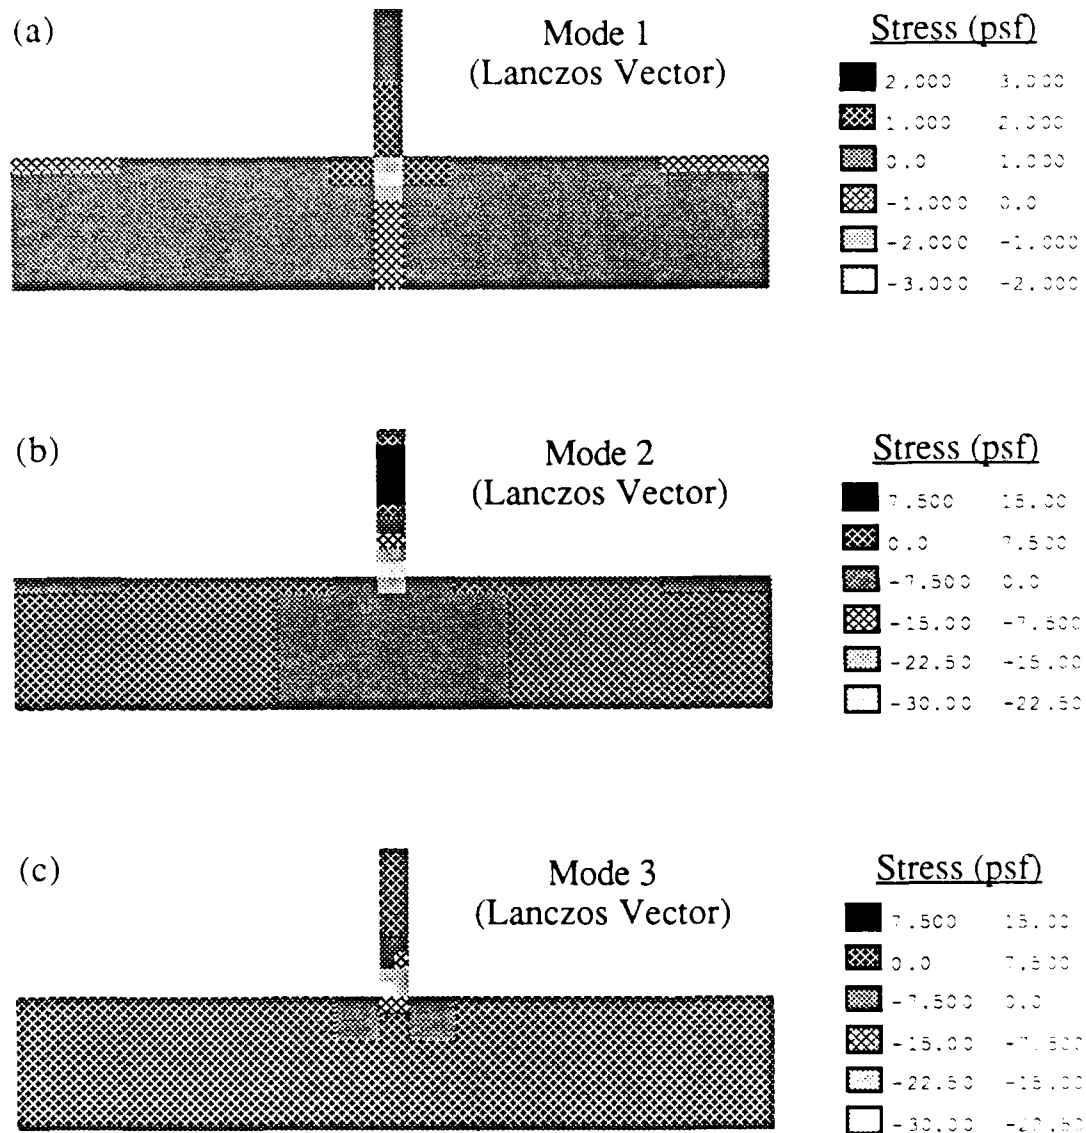 (a)
Mode 1
(Lanczos Vector)
Stress (psf)
2.000 3.000
1.000 2.000
0.0 1.000
-1.000 0.0
-2.000 -1.000
-3.000 -2.000
(b)
Mode 2
(Lanczos Vector)
Stress (psf)
7.500 15.00
0.0 7.500
-7.500 0.0
-15.00 -7.500
-22.50 -15.00
-30.00 -22.50
(c)
Mode 3
(Lanczos Vector)
Stress (psf)
7.500 15.00
0.0 7.500
-7.500 0.0
-15.00 -7.500
-22.50 -15.00
-30.00 -22.50